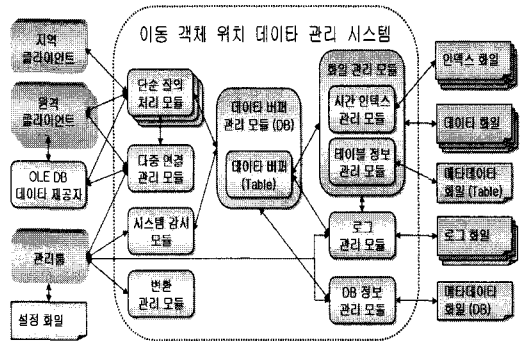 이동 객체 위치 데이타 관리 시스템
지역
클라이언트
원격
클라이언트
OLE DB
데이타 제공자
관리툴
설정 화일
단순 질의
처리 모듈
다중 연결
관리 모듈
시스템 감시
모듈
변환
관리 모듈
데이타 버퍼
관리 모듈 (DB)
데이타 버퍼
(Table)
화일 관리 모듈
시간 인덱스
관리 모듈
테이블 정보
관리 모듈
로그
관리 모듈
DB 정보
관리 모듈
인덱스 화일
데이타 화일
메타데이타
화일 (Table)
로그 화일
메타데이타
화일 (DB)